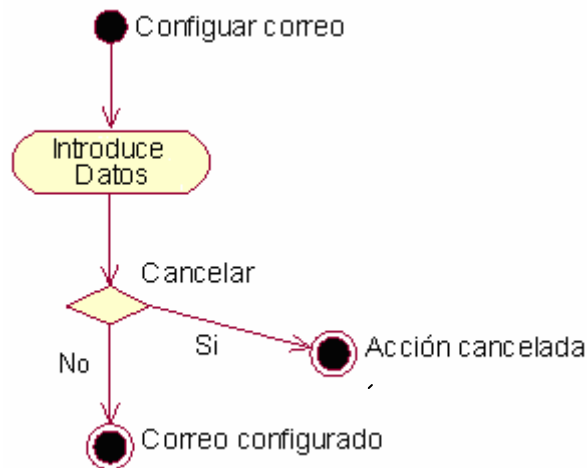 Configuar correo
Introduce
Datos
Cancelar
Si
Acción cancelada
No
Correo configurado